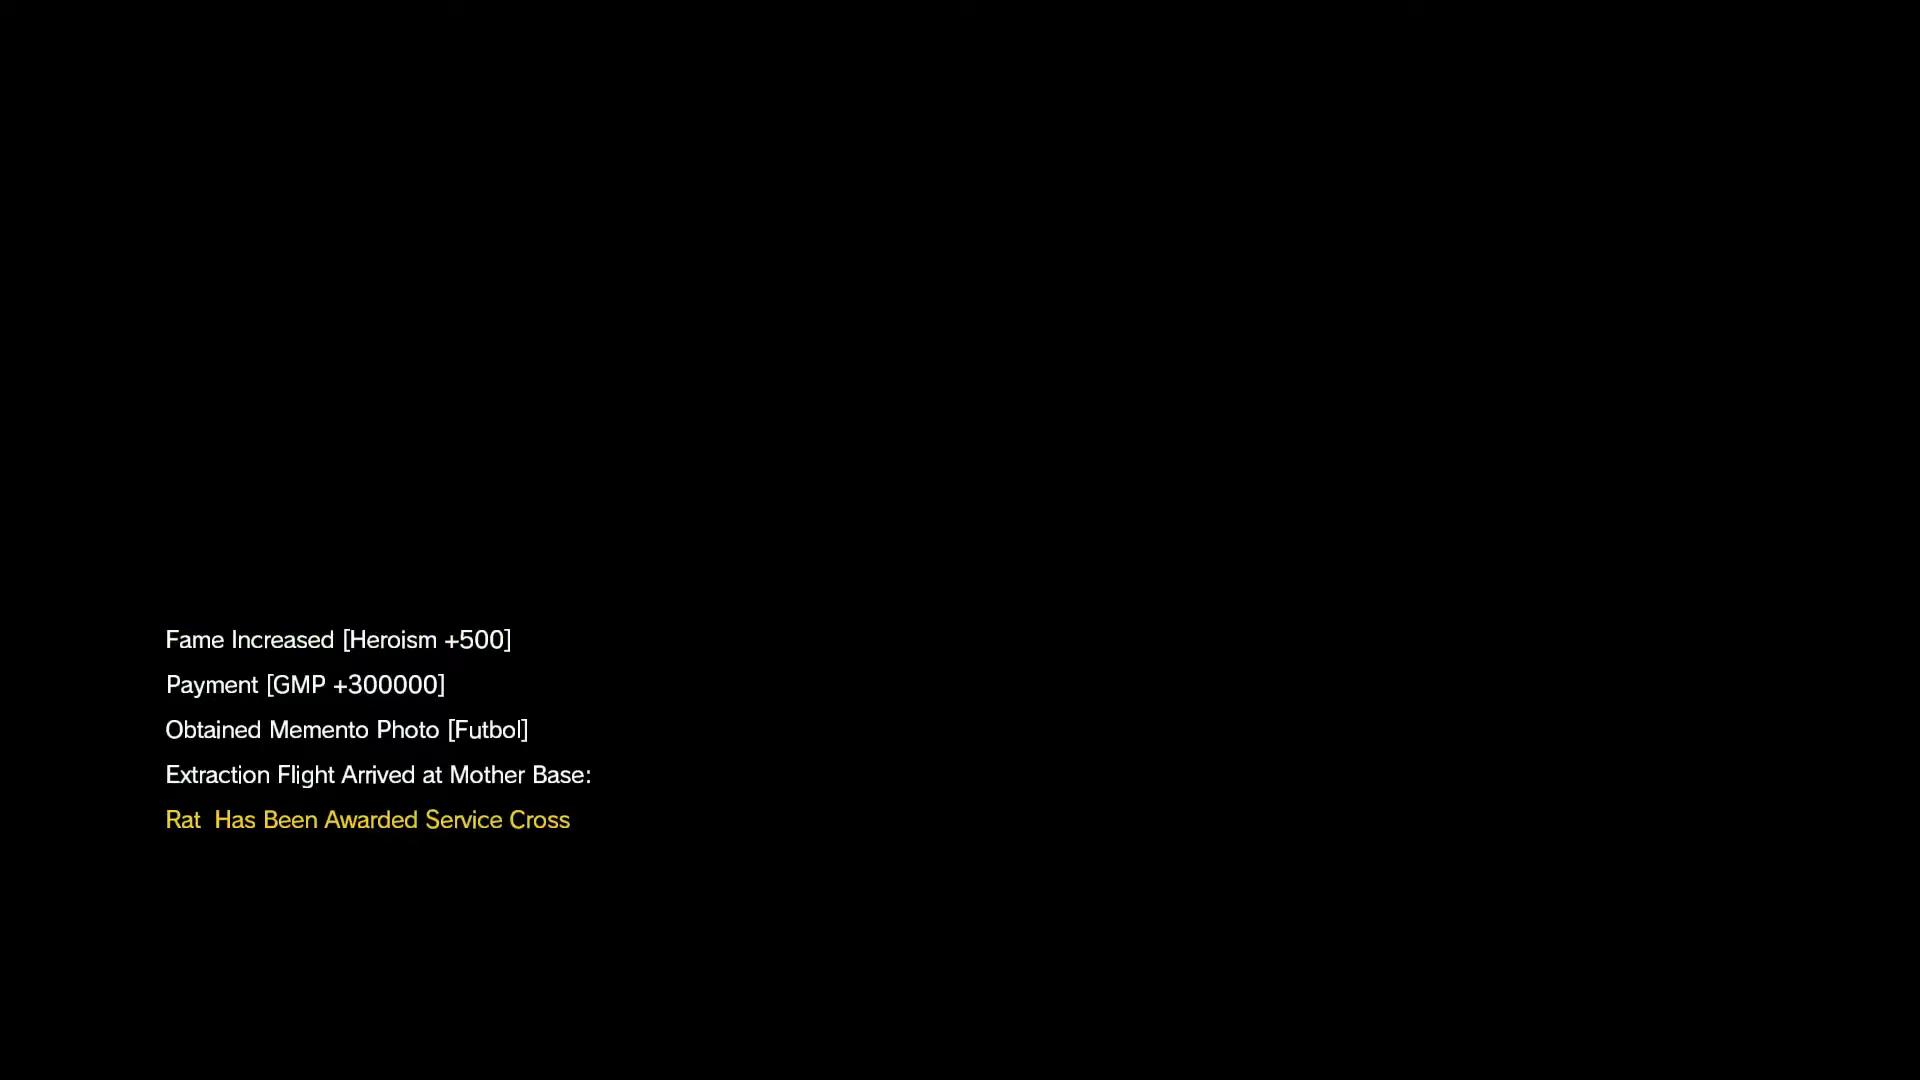 Fame Increased [Heroism +500]
Payment [GMP +300000]
Obtained Memento Photo [Futbol]
Extraction Flight Arrived at Mother Base:
Rat  Has Been Awarded Service Cross